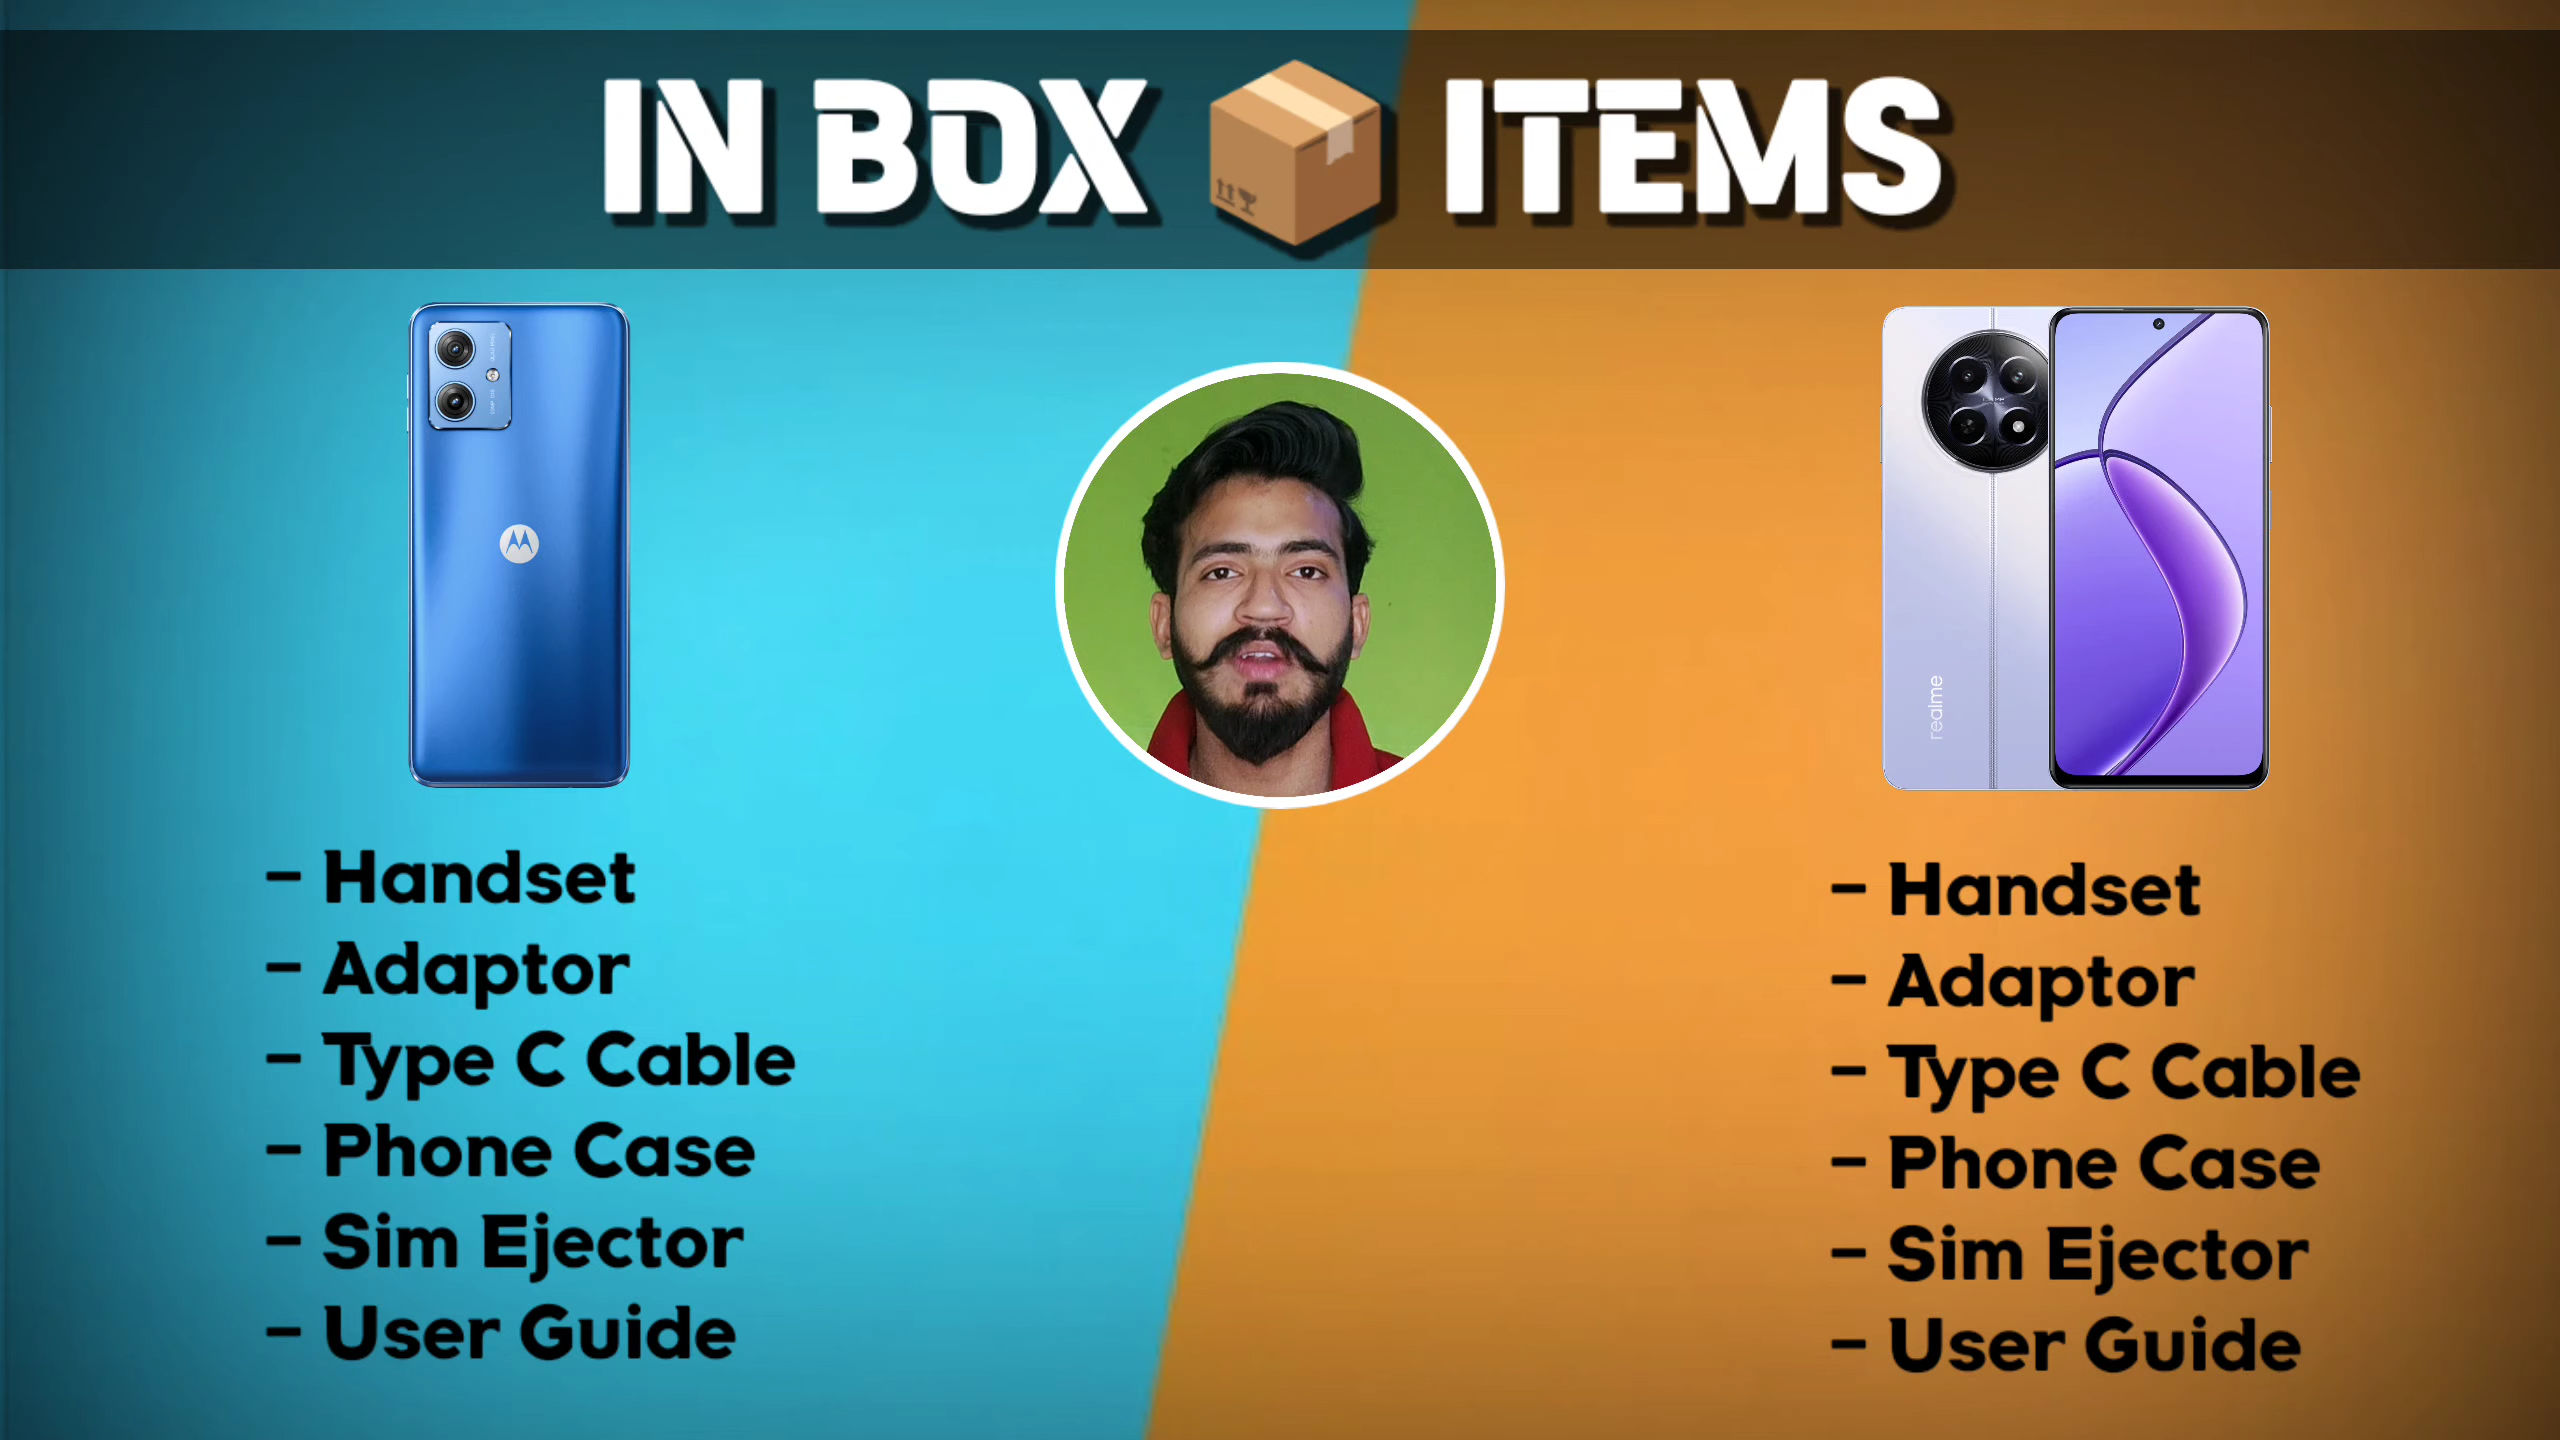 IN BOX 📦 ITEMS
realme
- Handset
- Adaptor
- Type C Cable
- Phone Case
- Sim Ejector
- User Guide
- Handset
- Adaptor
- Type C Cable
- Phone Case
- Sim Ejector
- User Guide